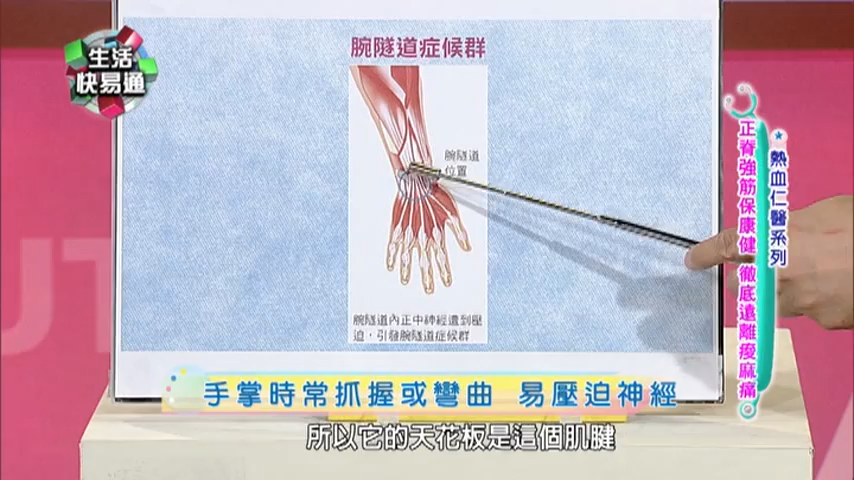 生活
快易通
腕隧道症候群
腕隧道
位置
腕隧道內正中神經遭到壓
迫，引發腕隧道症候群
熱血仁醫系列
正脊強筋保康健 徹底遠離痠麻痛
手掌時常抓握或彎曲 易壓迫神經
所以它的天花板是這個肌腱